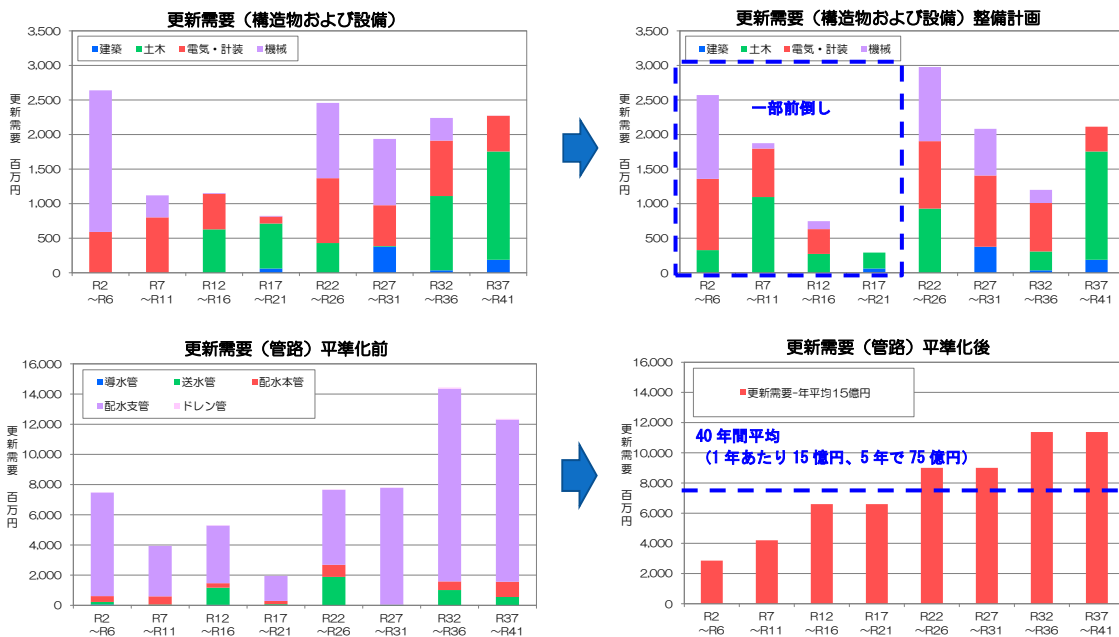 更新需要（構造物および設備）
3,500
3,000
2,500
2,000
1,500
1,000
500
0
更新需要 百万円
建築 土木 電気・計装 機械
R2 R7 R12 R17 R22 R27 R32 R37
～R6 ～R11 ～R16 ～R21 ～R26 ～R31 ～R36 ～R41
更新需要（構造物および設備）整備計画
3,500
3,000
2,500
2,000
1,500
1,000
500
0
更新需要 百万円
建築 土木 電気・計装 機械
一部前倒し
R2 R7 R12 R17 R22 R27 R32 R37
～R6 ～R11 ～R16 ～R21 ～R26 ～R31 ～R36 ～R41
更新需要（管路）平準化前
16,000
14,000
12,000
10,000
8,000
6,000
4,000
2,000
0
更新需要 百万円
導水管 送水管 配水本管
配水支管 ドレン管
R2 R7 R12 R17 R22 R27 R32 R37
～R6 ～R11 ～R16 ～R21 ～R26 ～R31 ～R36 ～R41
更新需要（管路）平準化後
16,000
14,000
12,000
10,000
8,000
6,000
4,000
2,000
0
更新需要 百万円
更新需要-年平均15億円
40年間平均
（1年あたり15億円、5年で75億円）
R2 R7 R12 R17 R22 R27 R32 R37
～R6 ～R11 ～R16 ～R21 ～R26 ～R31 ～R36 ～R41